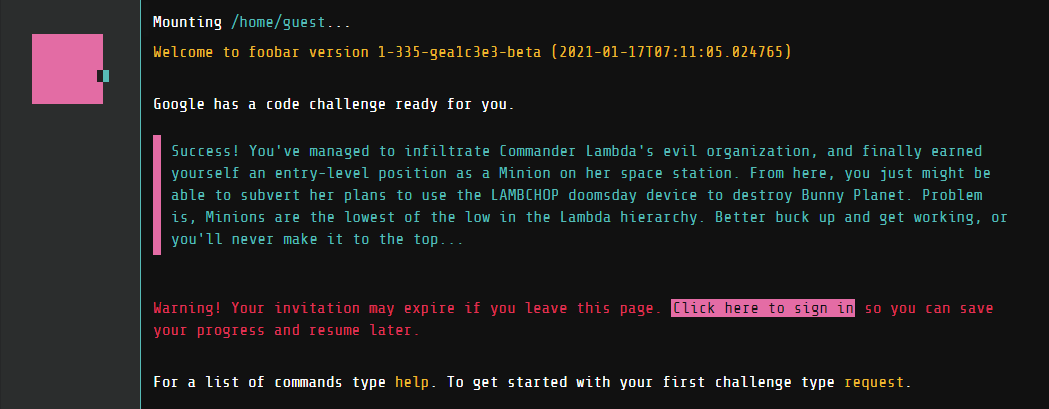 Mounting /home/guest...
Welcome to foobar version 1-335-gea1c3e3-beta (2021-01-17T07:11:05.024765)
Google has a code challenge ready for you.
Success! You've managed to infiltrate Commander Lambda's evil organization, and finally earned
yourself an entry-level position as a Minion on her space station. From here, you just might be
able to subvert her plans to use the LAMBCHOP doomsday device to destroy Bunny Planet. Problem
is, Minions are the lowest of the low in the Lambda hierarchy. Better buck up and get working, or
you'll never make it to the top...
Warning! Your invitation may expire if you leave this page. Click here to sign in so you can save
your progress and resume later.
For a list of commands type help. To get started with your first challenge type request.